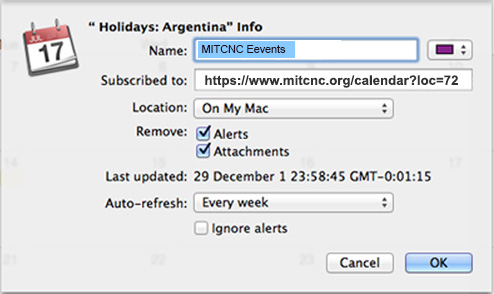 “ Holidays: Argentina” Info
Name: MITCNC Eevents
Subscribed to: https://www.mitcnc.org/calendar?loc=72
Location: On My Mac
Remove: Alerts
Attachments
Last updated: 29 December 1 23:58:45 GMT-0:01:15
Auto-refresh: Every week
Ignore alerts
Cancel OK
JUL
17